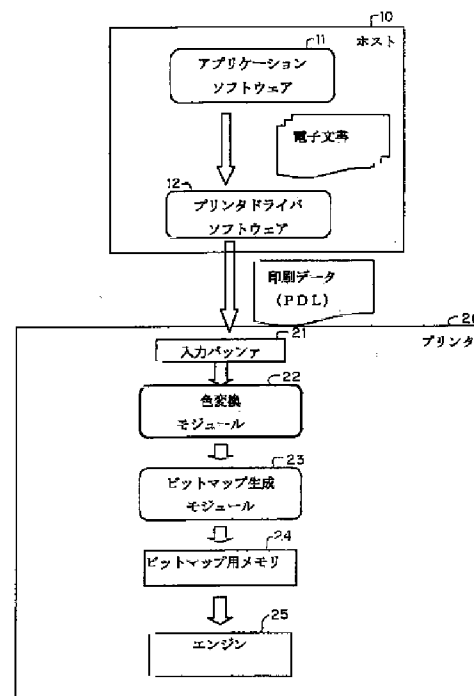 10
ホスト
11
アプリケーション
ソフトウェア
電子文書
12
プリンタドライバ
ソフトウェア
印刷データ
(PDL)
20
プリンタ
21
入力バッファ
22
色変換
モジュール
23
ビットマップ生成
モジュール
24
ビットマップ用メモリ
25
エンジン